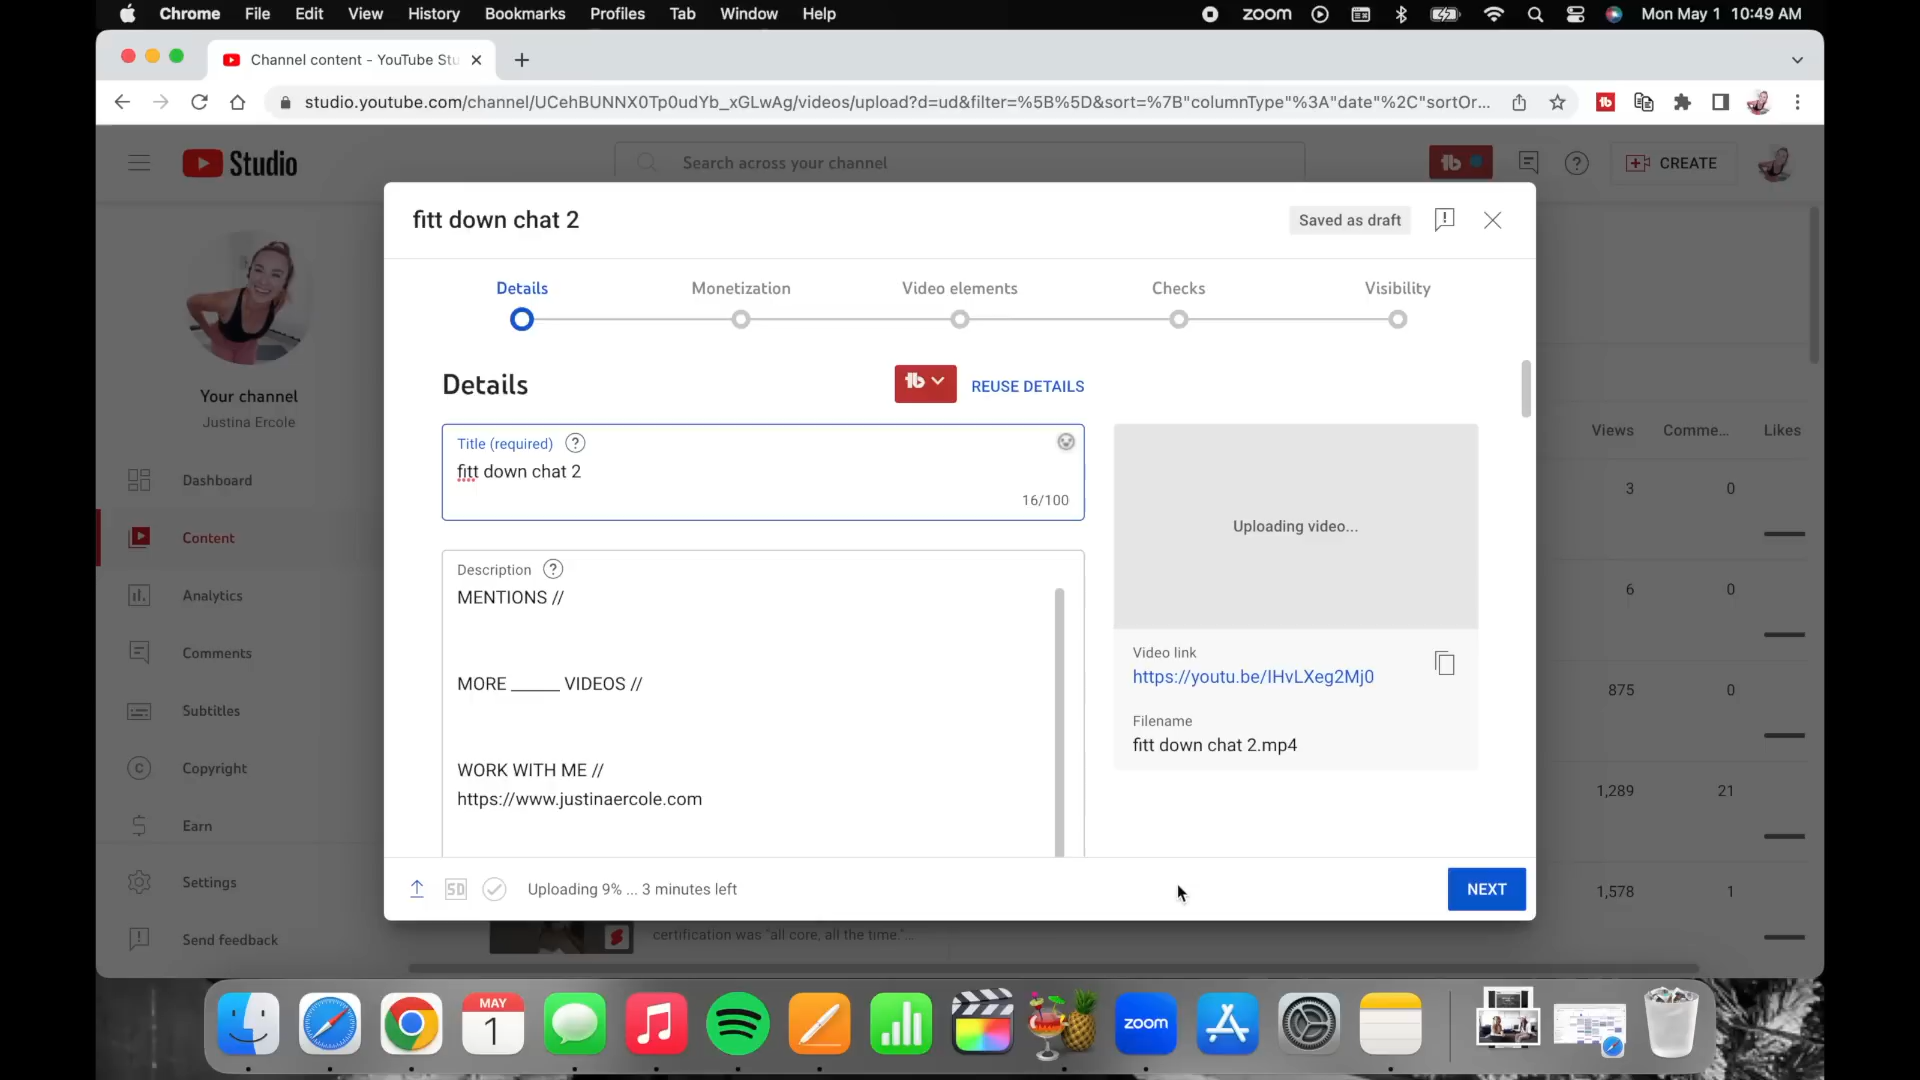 Chrome File Edit View History Bookmarks Profiles Tab Window Help
zoom Mon May 1 10:49 AM
Channel content - YouTube Stu
studio.youtube.com/channel/UCehBUNNX0Tp0udYb_xGLwAg/videos/upload?d=ud&filter=%5B%5D&sort=%7B"columnType"%3A"date"%2C"sortOr...
Studio
Search across your channel
tb
CREATE
fitt down chat 2
Saved as draft
Details Monetization Video elements Checks Visibility
Your channel
Justina Ercole
Dashboard
Content
Analytics
Comments
Subtitles
Copyright
Earn
Settings
Send feedback
Details
tb
REUSE DETAILS
Title (required)
fitt down chat 2
16/100
Description
MENTIONS //
MORE ______ VIDEOS //
WORK WITH ME //
https://www.justinaercole.com
Uploading video...
Video link
https://youtu.be/IHvLXeg2Mj0
Filename
fitt down chat 2.mp4
SD Uploading 9% ... 3 minutes left
NEXT
Views Comme... Likes
3 0
6 0
875 0
1,289 21
1,578 1
certification was "all core, all the time."...
MAY
1
zoom